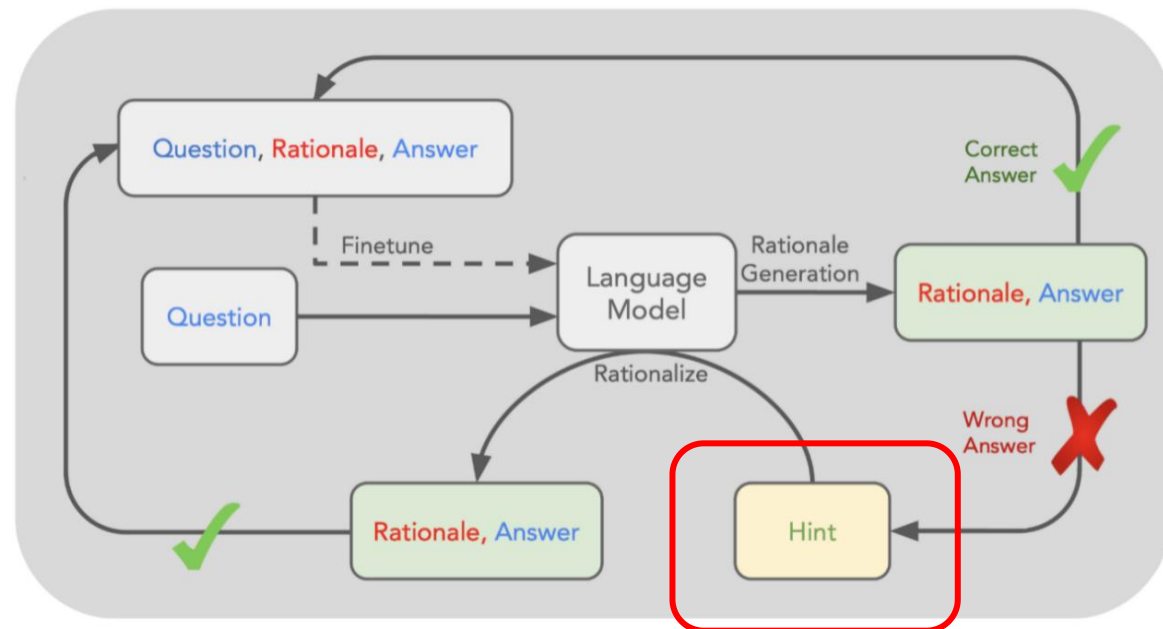 Question, Rationale, Answer
Correct
Answer
Finetune
Rationale
Generation
Language
Model
Question
Rationale, Answer
Rationalize
Wrong
Answer
Rationale, Answer
Hint